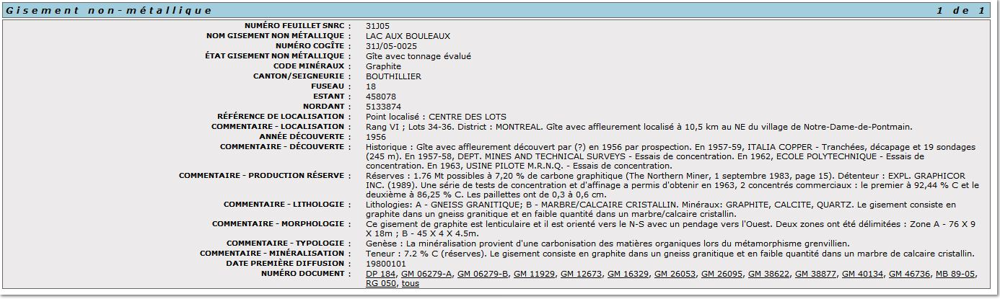 Gisement non-métallique 1 de 1
NUMÉRO FEUILLET SNRC : 31J05
NOM GISEMENT NON MÉTALLIQUE : LAC AUX BOULEAUX
NUMÉRO COGÎTE : 31J/05-0025
ÉTAT GISEMENT NON MÉTALLIQUE : Gîte avec tonnage évalué
CODE MINÉRAUX : Graphite
CANTON/SEIGNEURIE : BOUTHILLIER
FUSEAU : 18
ESTANT : 458078
NORDANT : 5133874
RÉFÉRENCE DE LOCALISATION : Point localisé : CENTRE DES LOTS
COMMENTAIRE - LOCALISATION : Rang VI ; Lots 34-36. District : MONTREAL. Gîte avec affleurement localisé à 10,5 km au NE du village de Notre-Dame-de-Pontmain.
ANNÉE DÉCOUVERTE : 1956
COMMENTAIRE - DÉCOUVERTE : Historique : Gîte avec affleurement découvert par (?) en 1956 par prospection. En 1957-59, ITALIA COPPER - Tranchées, décapage et 19 sondages
(245 m). En 1957-58, DEPT. MINES AND TECHNICAL SURVEYS - Essais de concentration. En 1962, ECOLE POLYTECHNIQUE - Essais de
concentration. En 1963, USINE PILOTE M.R.N.Q. - Essais de concentration.
COMMENTAIRE - PRODUCTION RÉSERVE : Réserves : 1.76 Mt possibles à 7,20 % de carbone graphitique (The Northern Miner, 1 septembre 1983, page 15). Détenteur : EXPL. GRAPHICOR
INC. (1989). Une série de tests de concentration et d'affinage a permis d'obtenir en 1963, 2 concentrés commerciaux : le premier à 92,44 % C et le
deuxième à 86,25 % C. Les paillettes ont de 0,3 à 0,6 cm.
COMMENTAIRE - LITHOLOGIE : Lithologies: A - GNEISS GRANITIQUE; B - MARBRE/CALCAIRE CRISTALLIN. Minéraux: GRAPHITE, CALCITE, QUARTZ. Le gisement consiste en
graphite dans un gneiss granitique et en faible quantité dans un marbre/calcaire cristallin.
COMMENTAIRE - MORPHOLOGIE : Ce gisement de graphite est lenticulaire et il est orienté vers le N-S avec un pendage vers l'Ouest. Deux zones ont été délimitées : Zone A - 76 X 9
X 18m ; B - 45 X 4 X 4.5m.
COMMENTAIRE - TYPOLOGIE : Genèse : La minéralisation provient d'une carbonisation des matières organiques lors du métamorphisme grenvillien.
COMMENTAIRE - MINÉRALISATION : Teneur : 7.2 % C (réserves). Le gisement consiste en graphite dans un gneiss granitique et en faible quantité dans un marbre de calcaire cristallin.
DATE PREMIÈRE DIFFUSION : 19800101
NUMÉRO DOCUMENT : DP 184, GM 06279-A, GM 06279-B, GM 11929, GM 12673, GM 16329, GM 26053, GM 26095, GM 38622, GM 38877, GM 40134, GM 46736, MB 89-05,
RG 050, tous